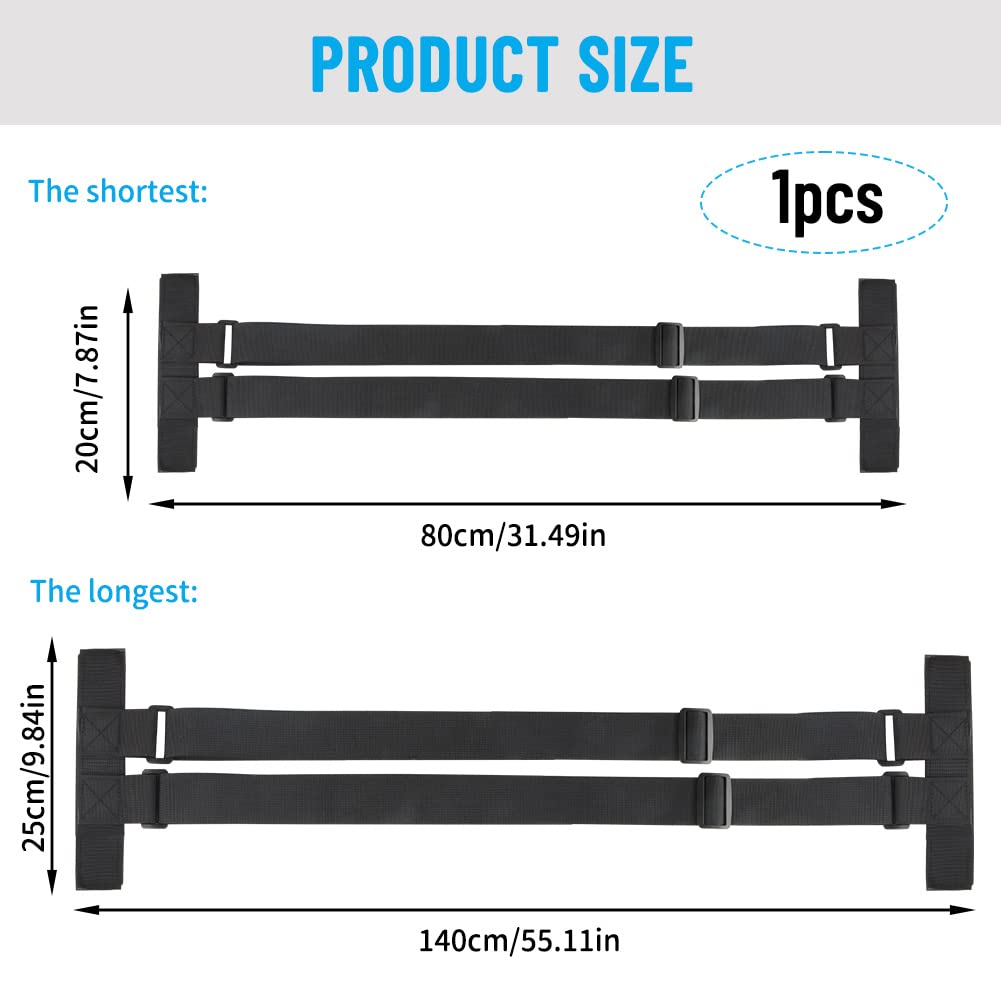 PRODUCT SIZE
The shortest:
1pcs
20cm/7.87in
80cm/31.49in
The longest:
25cm/9.84in
140cm/55.11in